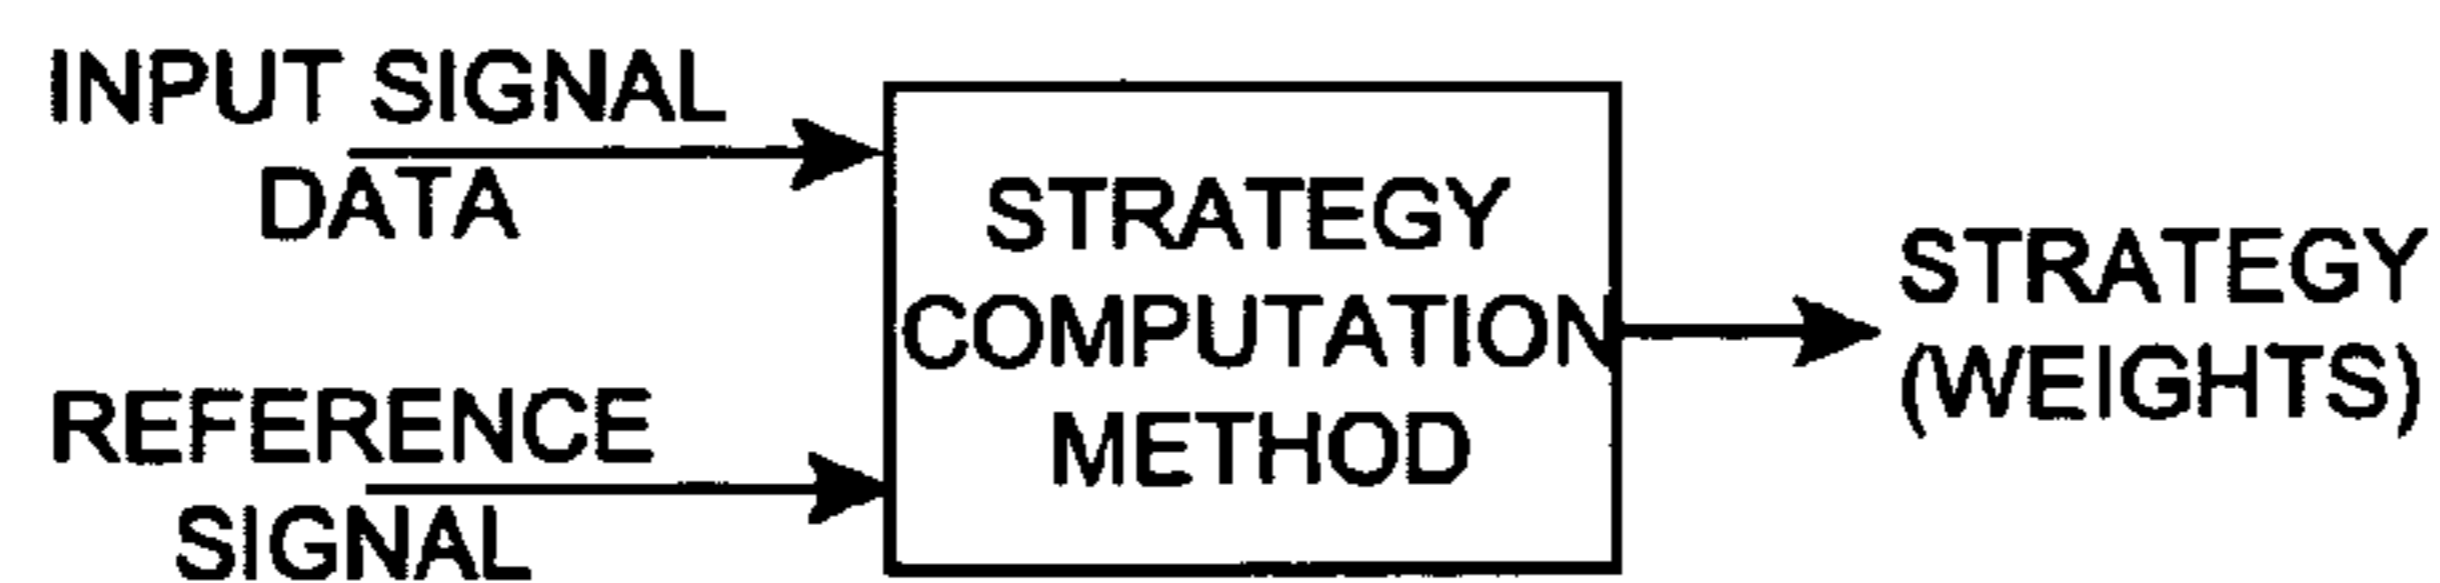 INPUT SIGNAL
DATA
REFERENCE
SIGNAL
STRATEGY
COMPUTATION
METHOD
STRATEGY
(WEIGHTS)